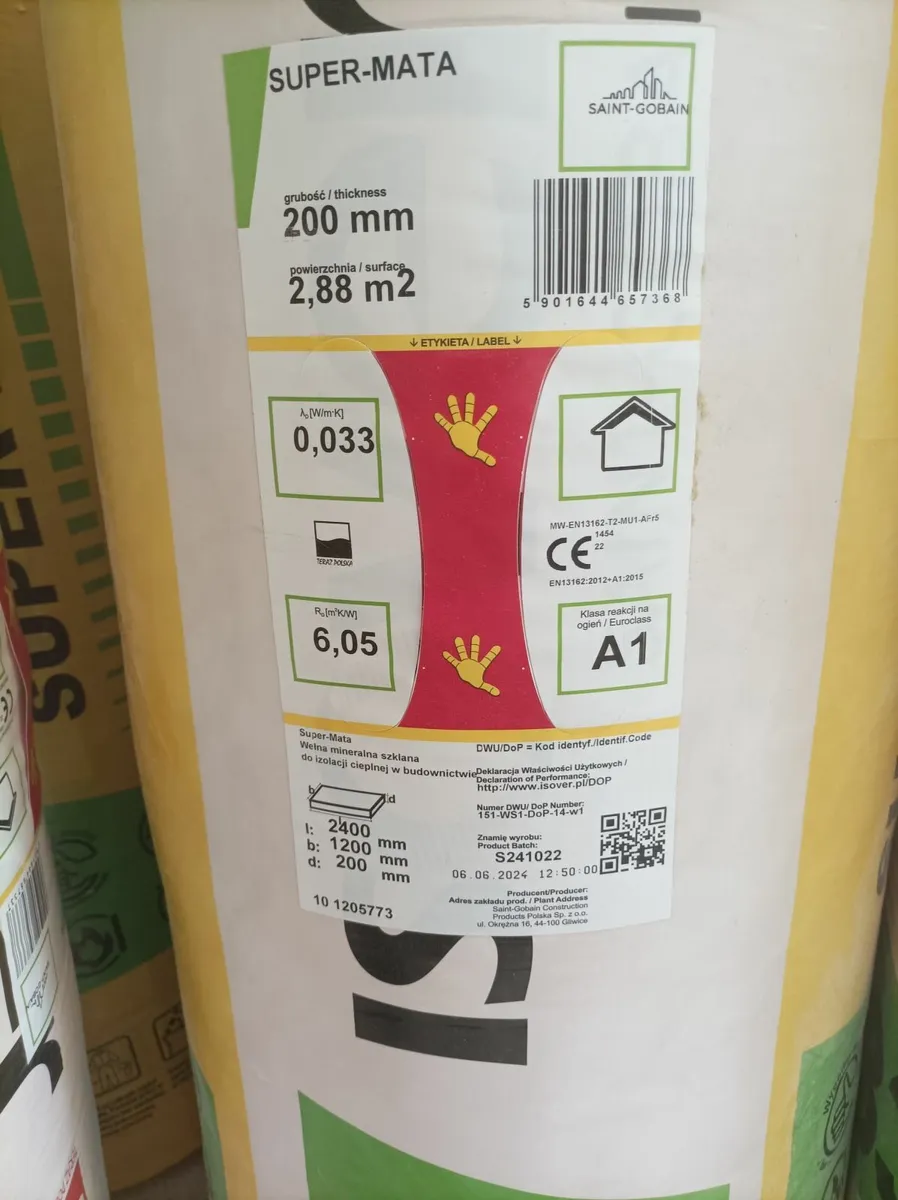 SUPER-MATA
SAINT-GOBAIN
grubość / thickness
200 mm
powierzchnia / surface
2,88 m2
5 901644 657368
↓ ETYKIETA / LABEL ↓
λD [W/m·K]
0,033
TERAZ POLSKA
MW-EN13162-T2-MU1-AFr5
CE 1454
22
EN13162:2012+A1:2015
RD [m²K/W]
6,05
Klasa reakcji na
ogień / Euroclass
A1
Super-Mata
Wełna mineralna szklana
do izolacji cieplnej w budownictwie
b
d
l
l: 2400 mm
b: 1200 mm
d: 200 mm
10 1205773
DWU/DoP = Kod identyf./Identif.Code
Deklaracja Właściwości Użytkowych /
Declaration of Performance:
http://www.isover.pl/DOP
Numer DWU/ DoP Number:
151-WS1-DoP-14-w1
Znamię wyrobu:
Product Batch:
S241022
06.06.2024 12:50:00
Producent/Producer:
Adres zakładu prod. / Plant Address
Saint-Gobain Construction
Products Polska Sp. z o.o.
ul. Okrężna 16, 44-100 Gliwice
IS
SUPER